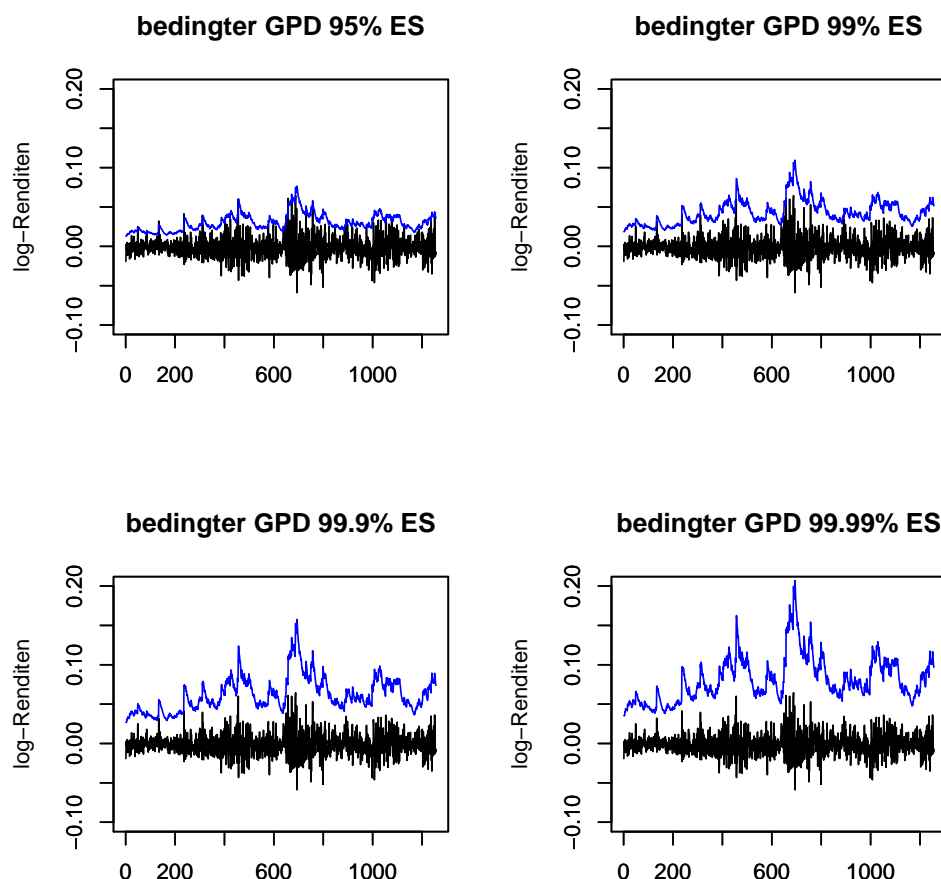 bedingter GPD 95% ES
log−Renditen
0.20
0.10
0.00
−0.10
0 200 600 1000
bedingter GPD 99% ES
log−Renditen
0.20
0.10
0.00
−0.10
0 200 600 1000
bedingter GPD 99.9% ES
log−Renditen
0.20
0.10
0.00
−0.10
0 200 600 1000
bedingter GPD 99.99% ES
log−Renditen
0.20
0.10
0.00
−0.10
0 200 600 1000